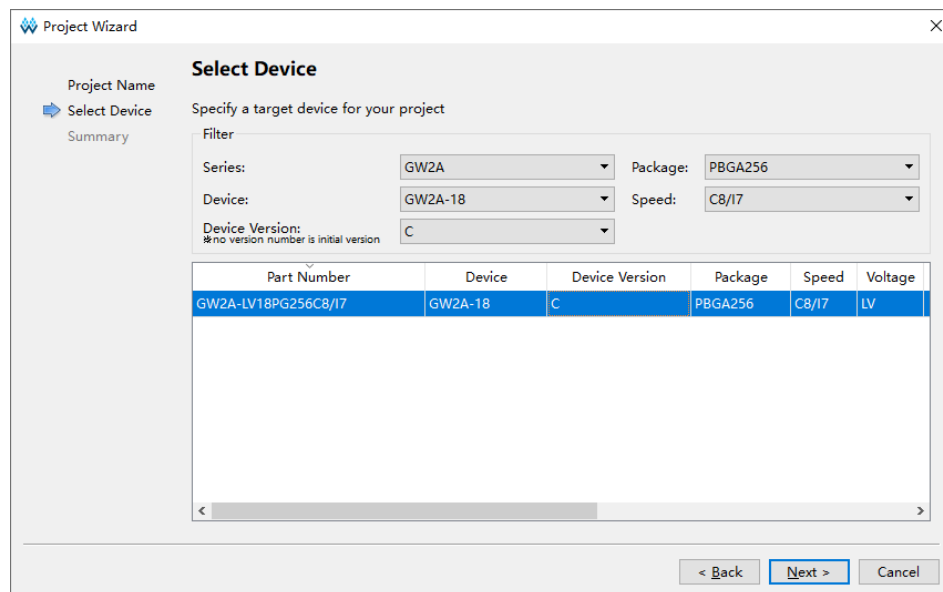 Project Wizard
Project Name
Select Device
Summary
Select Device
Specify a target device for your project
Filter
Series: GW2A Package: PBGA256
Device: GW2A-18 Speed: C8/I7
Device Version: C
*no version number is initial version
Part Number Device Device Version Package Speed Voltage
GW2A-LV18PG256C8/I7 GW2A-18 C PBGA256 C8/I7 LV
< Back Next > Cancel